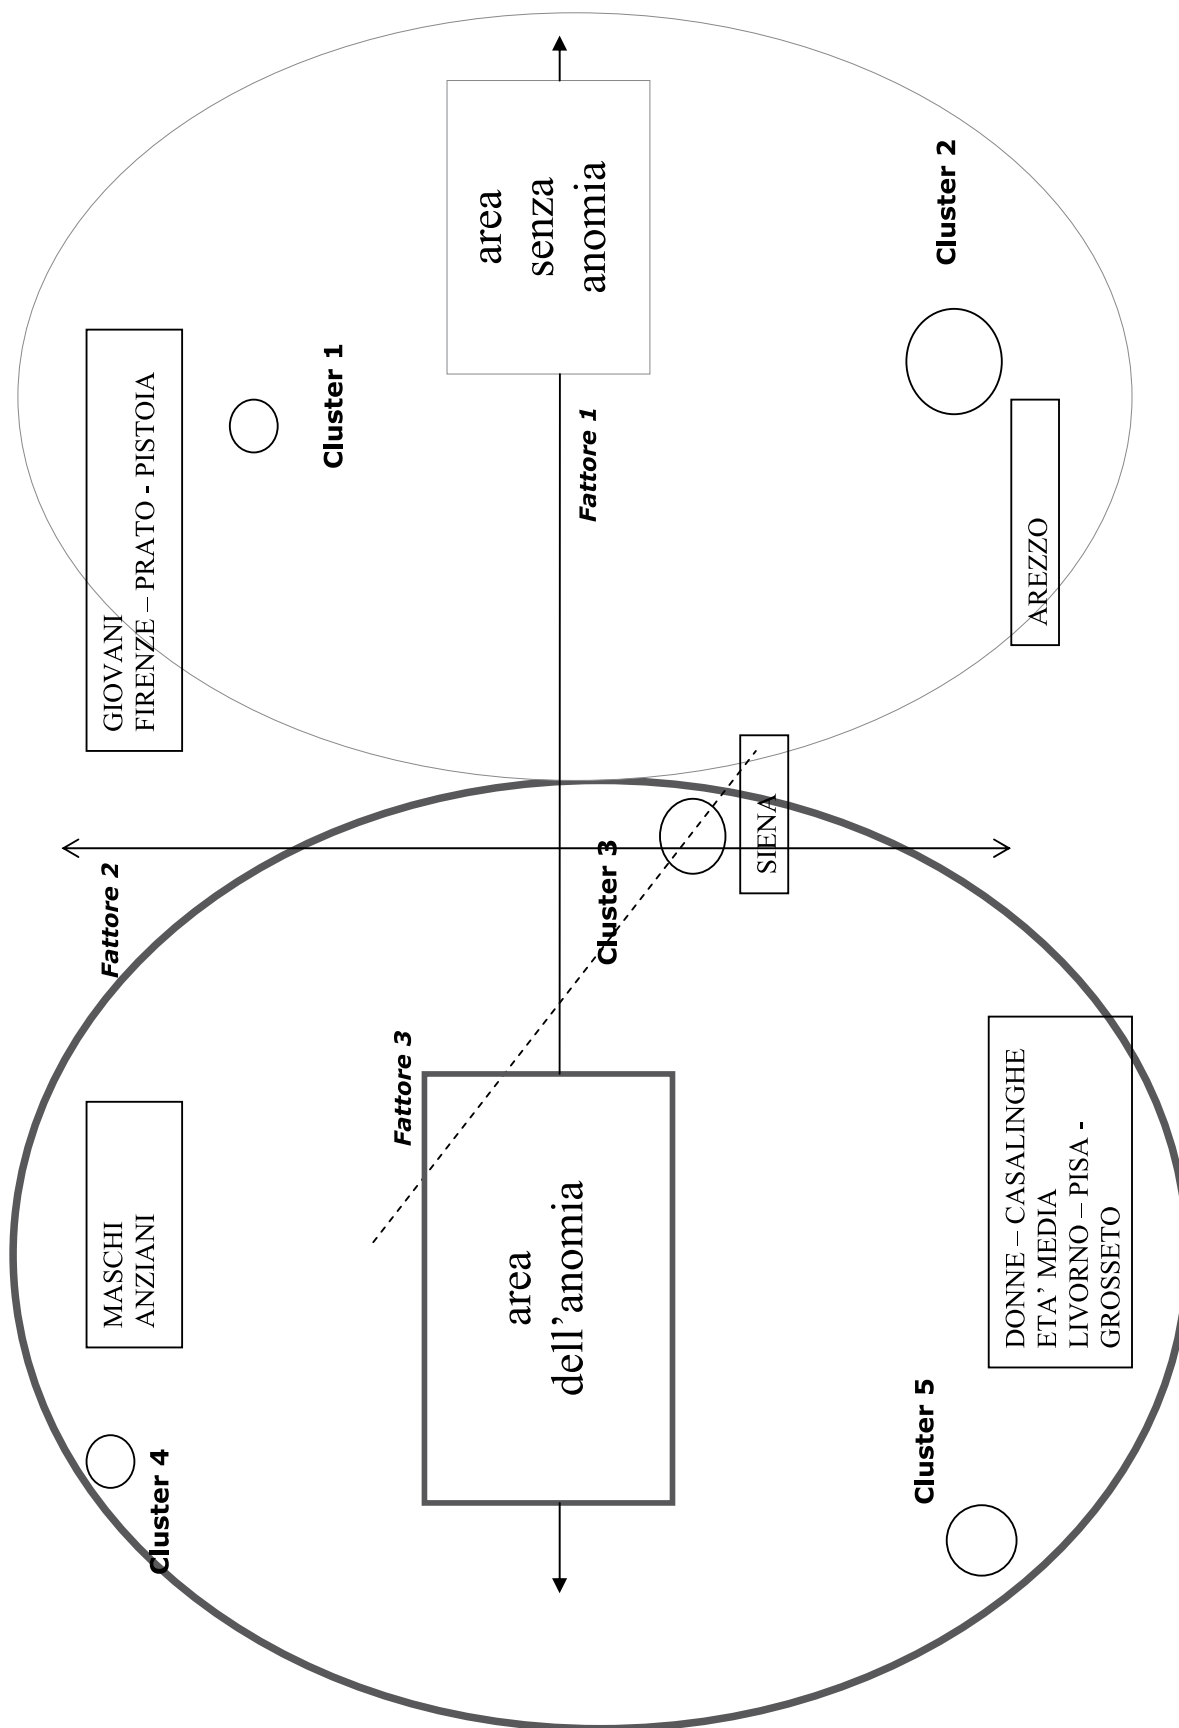 GIOVANI
FIRENZE – PRATO - PISTOIA
Cluster 1
area
senza
anomia
Fattore 1
Cluster 2
AREZZO
SIENA
Fattore 2
Cluster 3
Fattore 3
MASCHI
ANZIANI
area
dell’anomia
Cluster 4
DONNE – CASALINGHE
ETA’ MEDIA
LIVORNO – PISA -
GROSSETO
Cluster 5